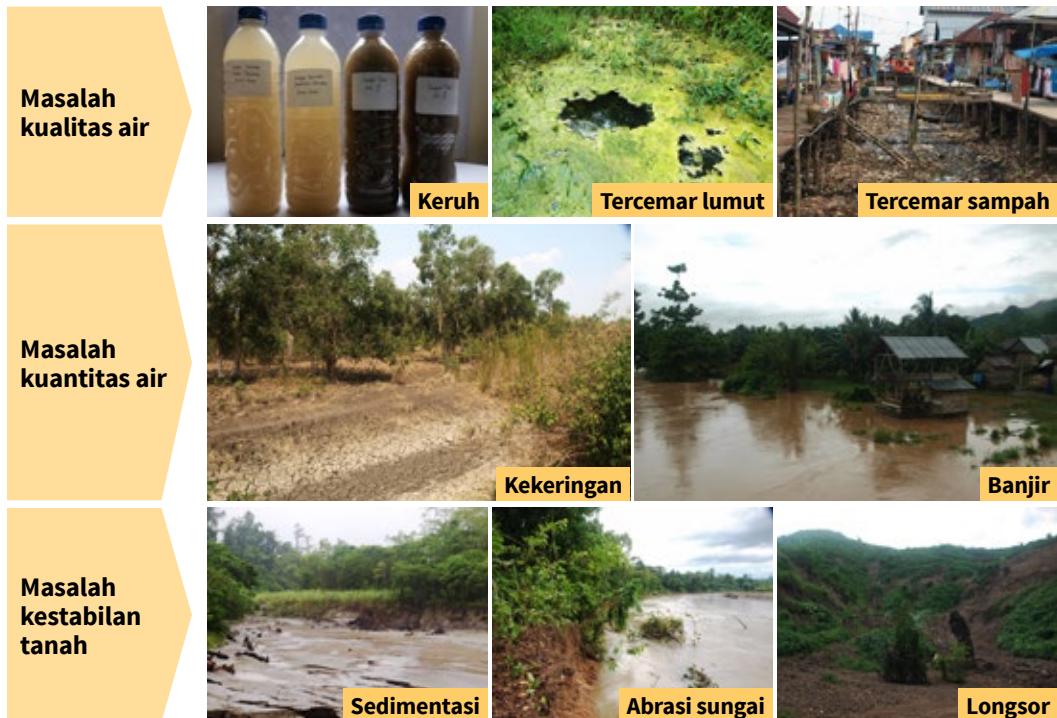 Masalah
kualitas air
Keruh
Tercemar lumut
Tercemar sampah
Masalah
kuantitas air
Kekeringan
Banjir
Masalah
kestabilan
tanah
Sedimentasi
Abrasi sungai
Longsor